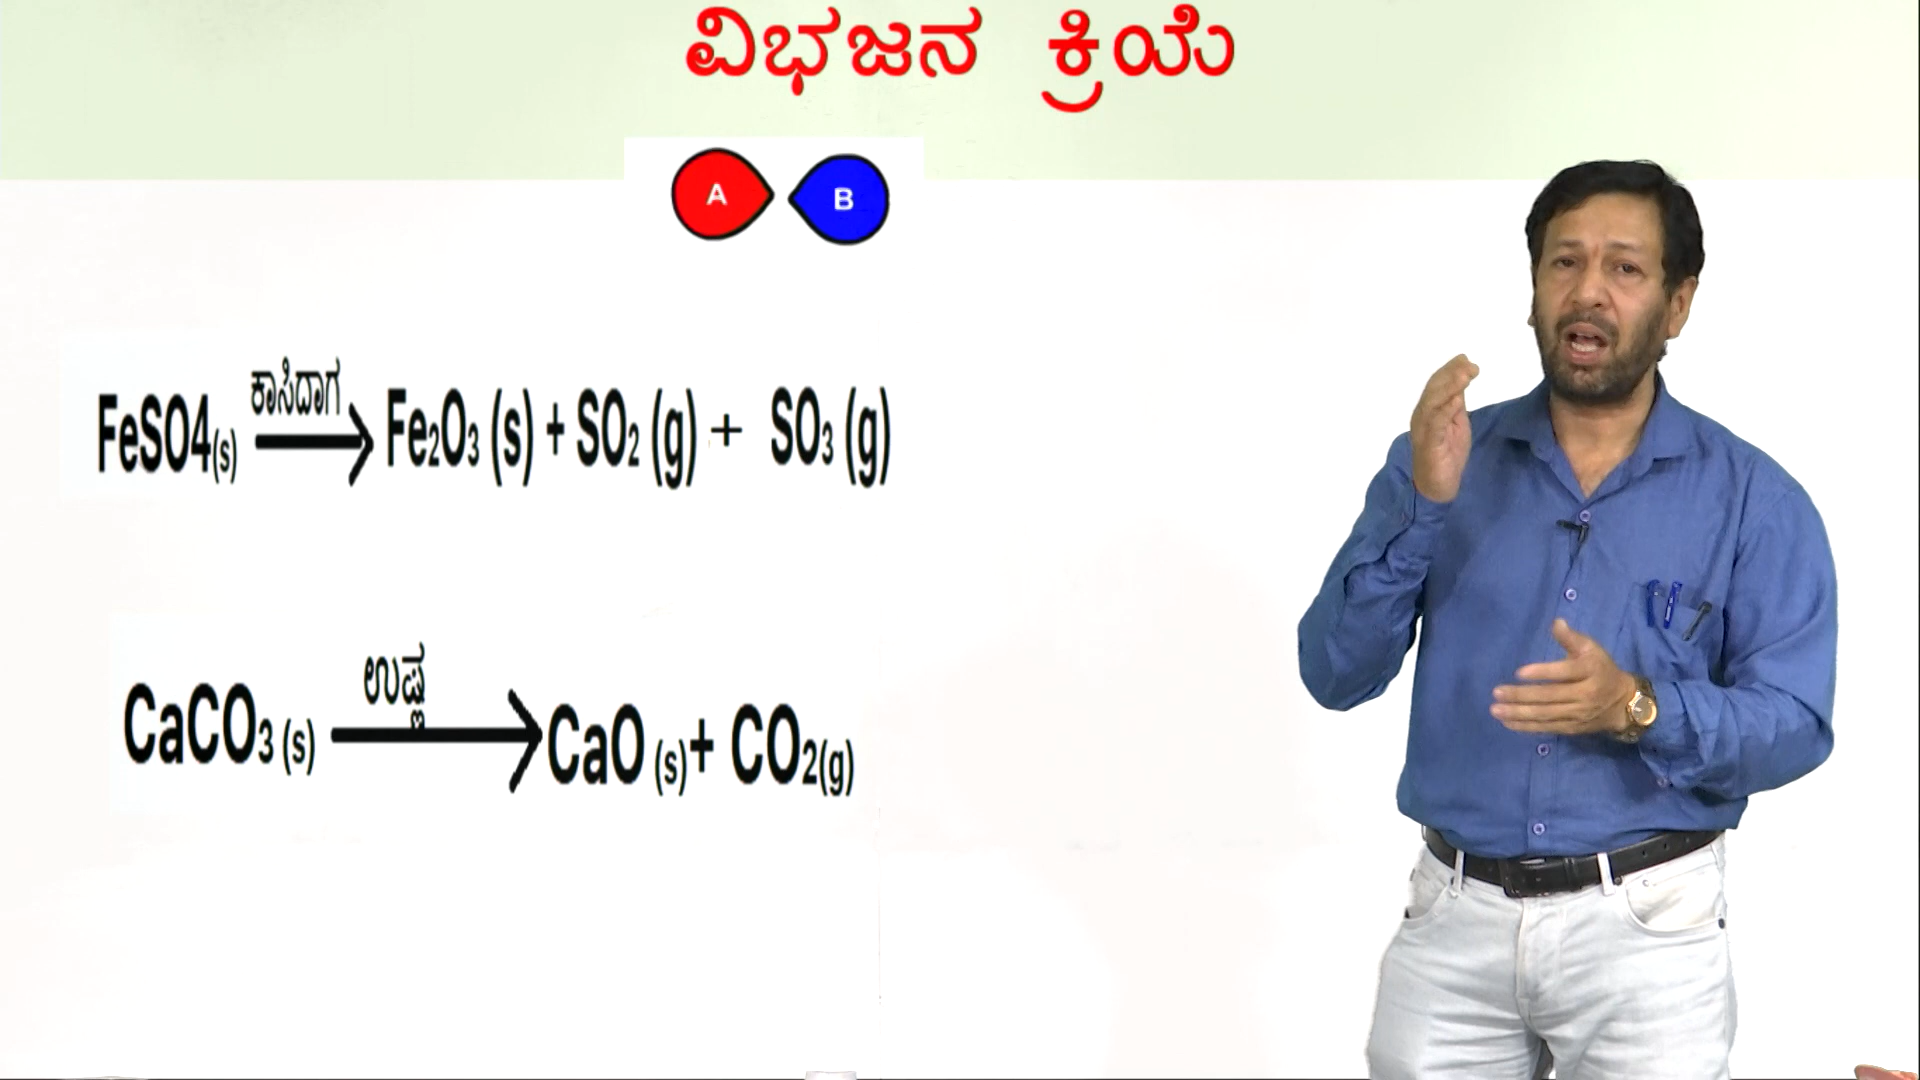 ವಿಭಜನ ಕ್ರಿಯೆ
A B
ಕಾಸಿದಾಗ
FeSO4(s) → Fe₂O₃ (s) + SO₂ (g) + SO₃ (g)
ಉಷ್ಣ
CaCO₃ (s) → CaO (s) + CO₂(g)